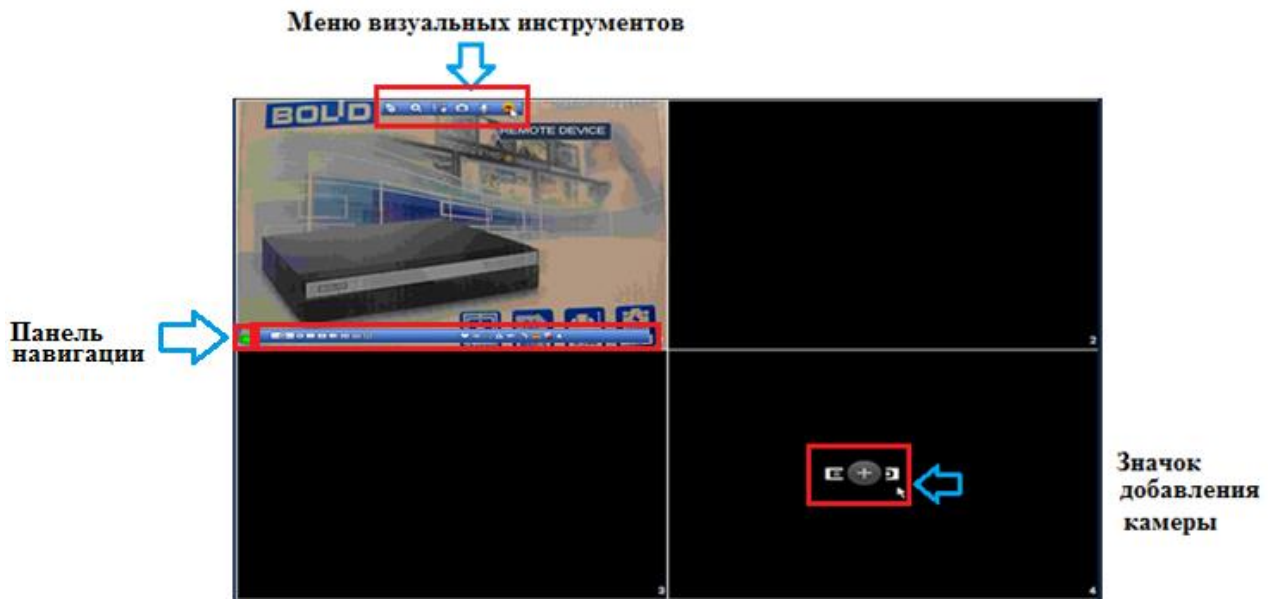 Меню визуальных инструментов
BOLID
REMOTE DEVICE
Панель
навигации
2
Значок
добавления
камеры
3
4